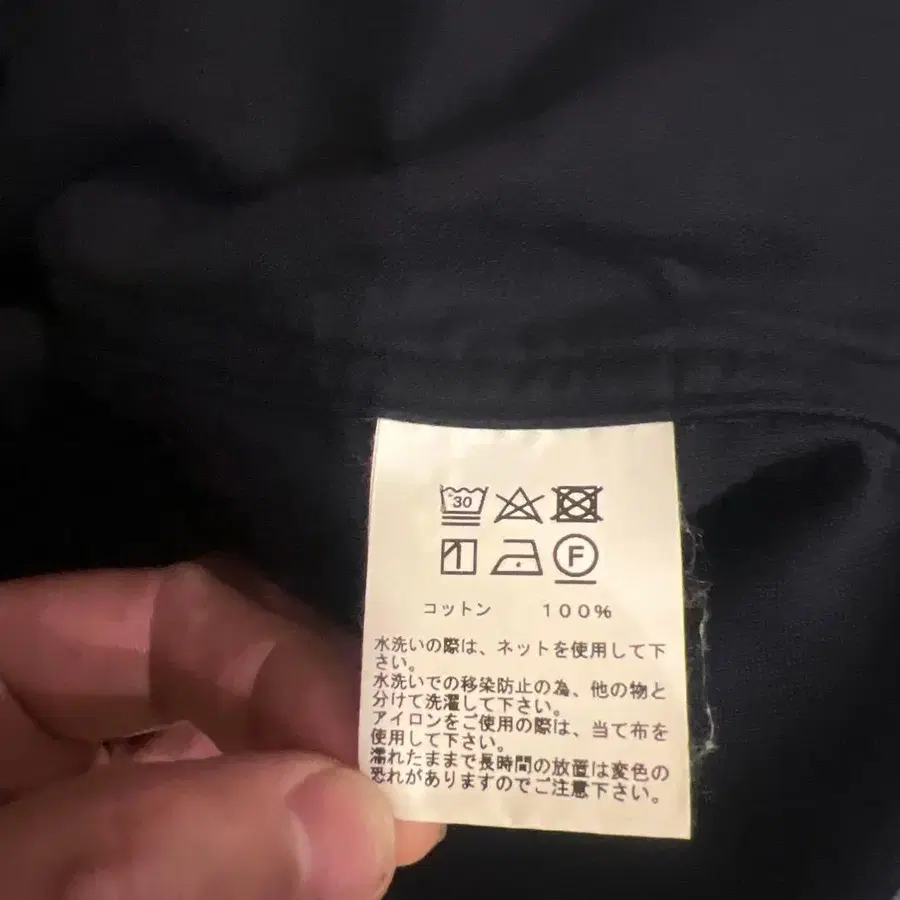 30
F
コットン 100%
水洗いの際は、ネットを使用して下
さい。
水洗いでの移染防止の為、他の物と
分けて洗濯して下さい。
アイロンをご使用の際は、当て布を
使用して下さい。
濡れたままで長時間の放置は変色の
恐れがありますのでご注意下さい。